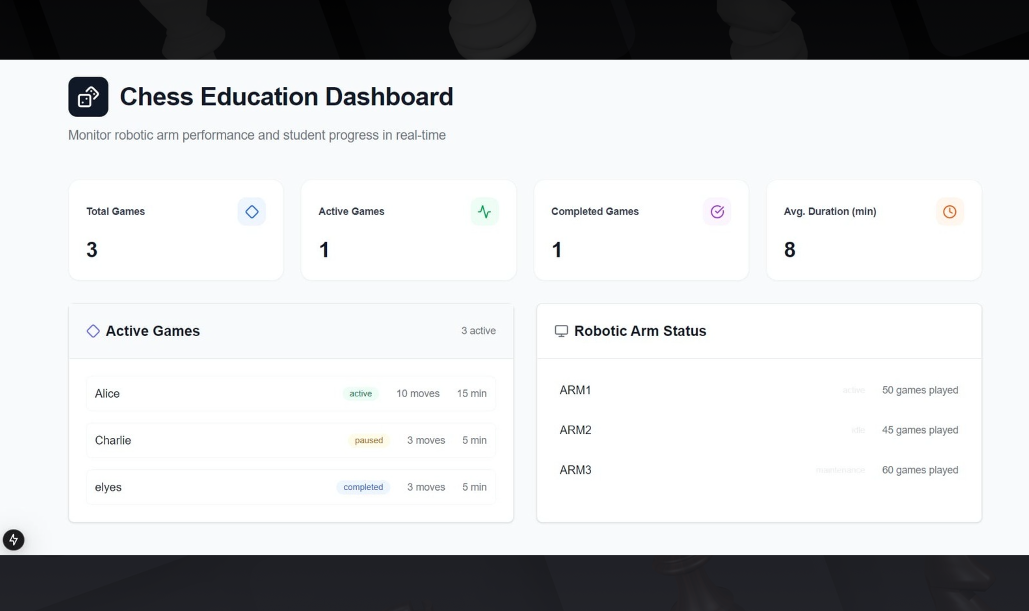 Chess Education Dashboard
Monitor robotic arm performance and student progress in real-time
Total Games
3
Active Games
1
Completed Games
1
Avg. Duration (min)
8
Active Games 3 active
Alice active 10 moves 15 min
Charlie paused 3 moves 5 min
elyes completed 3 moves 5 min
Robotic Arm Status
ARM1 active 50 games played
ARM2 idle 45 games played
ARM3 maintenance 60 games played